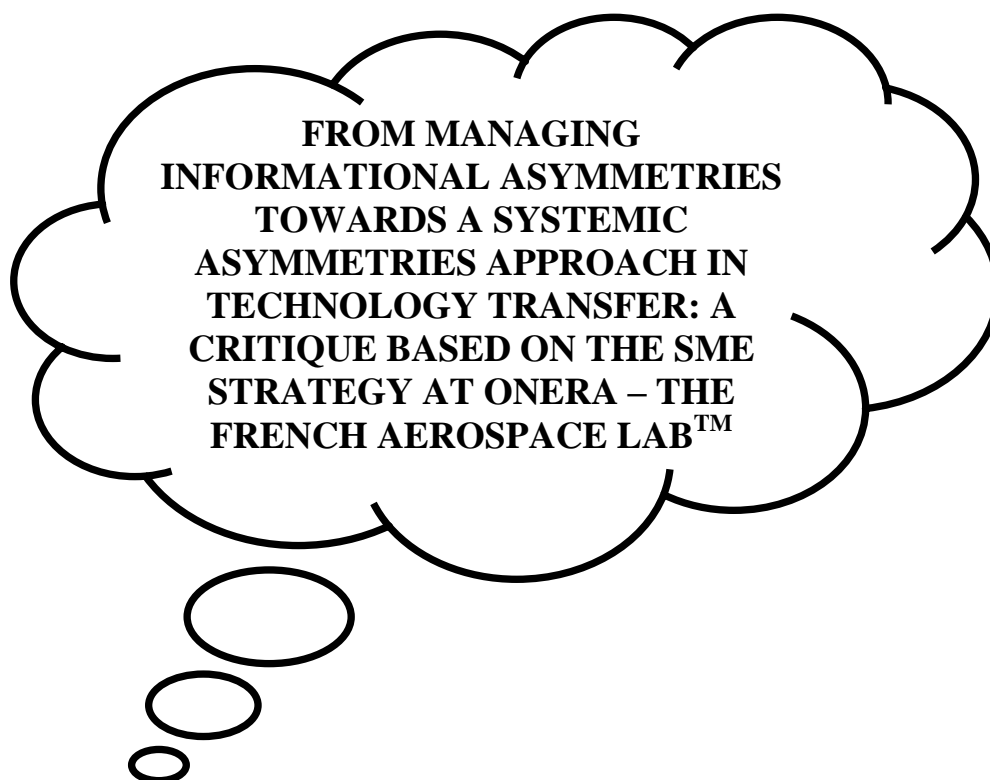 FROM MANAGING
INFORMATIONAL ASYMMETRIES
TOWARDS A SYSTEMIC
ASYMMETRIES APPROACH IN
TECHNOLOGY TRANSFER: A
CRITIQUE BASED ON THE SME
STRATEGY AT ONERA – THE
FRENCH AEROSPACE LAB™